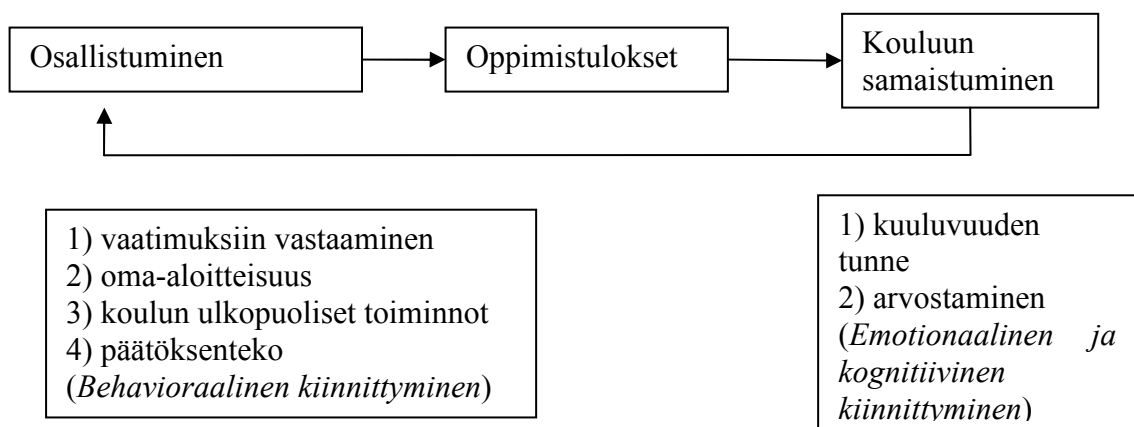 Osallistuminen
Oppimistulokset
Kouluun
samaistuminen
1) vaatimuksiin vastaaminen
2) oma-aloitteisuus
3) koulun ulkopuoliset toiminnot
4) päätöksenteko
(Behavioraalinen kiinnittyminen)
1) kuuluvuuden
tunne
2) arvostaminen
(Emotionaalinen ja
kognitiivinen
kiinnittyminen)